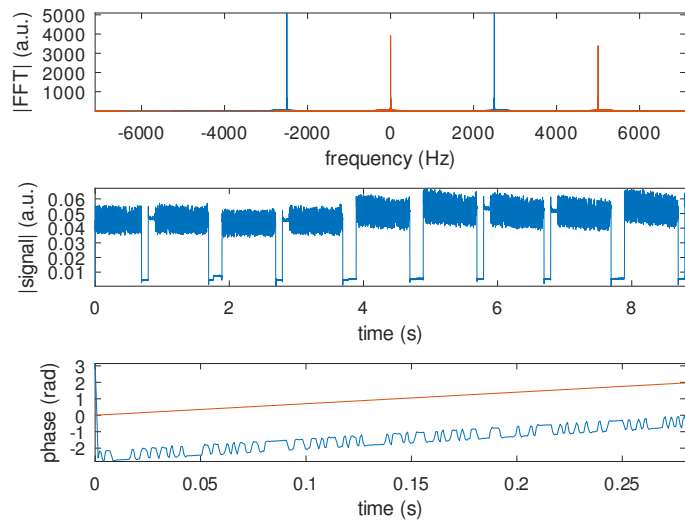 5000
4000
3000
2000
1000
|FFT| (a.u.)
-6000 -4000 -2000 0 2000 4000 6000
frequency (Hz)
0.06
0.05
0.04
0.03
0.02
0.01
|signal| (a.u.)
0 2 4 6 8
time (s)
3
2
1
0
-1
-2
phase (rad)
0 0.05 0.1 0.15 0.2 0.25
time (s)